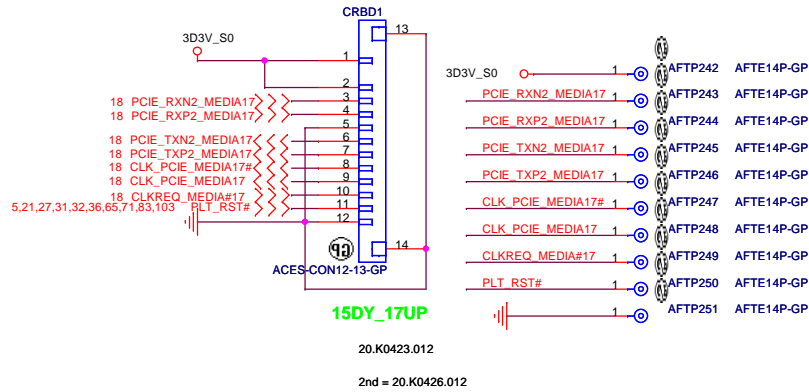 CRBD1
3D3V_S0
13
1
2
18 PCIE_RXN2_MEDIA17 3
18 PCIE_RXP2_MEDIA17 4
5
18 PCIE_TXN2_MEDIA17 6
18 PCIE_TXP2_MEDIA17 7
18 CLK_PCIE_MEDIA17# 8
18 CLK_PCIE_MEDIA17 9
18 CLKREQ_MEDIA#17 10
5,21,27,31,32,36,65,71,83,103 PLT_RST# 11
12
14
GP
ACES-CON12-13-GP
15DY_17UP
20.K0423.012
2nd = 20.K0426.012
3D3V_S0 1 AFTP242 AFTE14P-GP
PCIE_RXN2_MEDIA17 1 AFTP243 AFTE14P-GP
PCIE_RXP2_MEDIA17 1 AFTP244 AFTE14P-GP
PCIE_TXN2_MEDIA17 1 AFTP245 AFTE14P-GP
PCIE_TXP2_MEDIA17 1 AFTP246 AFTE14P-GP
CLK_PCIE_MEDIA17# 1 AFTP247 AFTE14P-GP
CLK_PCIE_MEDIA17 1 AFTP248 AFTE14P-GP
CLKREQ_MEDIA#17 1 AFTP249 AFTE14P-GP
PLT_RST# 1 AFTP250 AFTE14P-GP
1 AFTP251 AFTE14P-GP